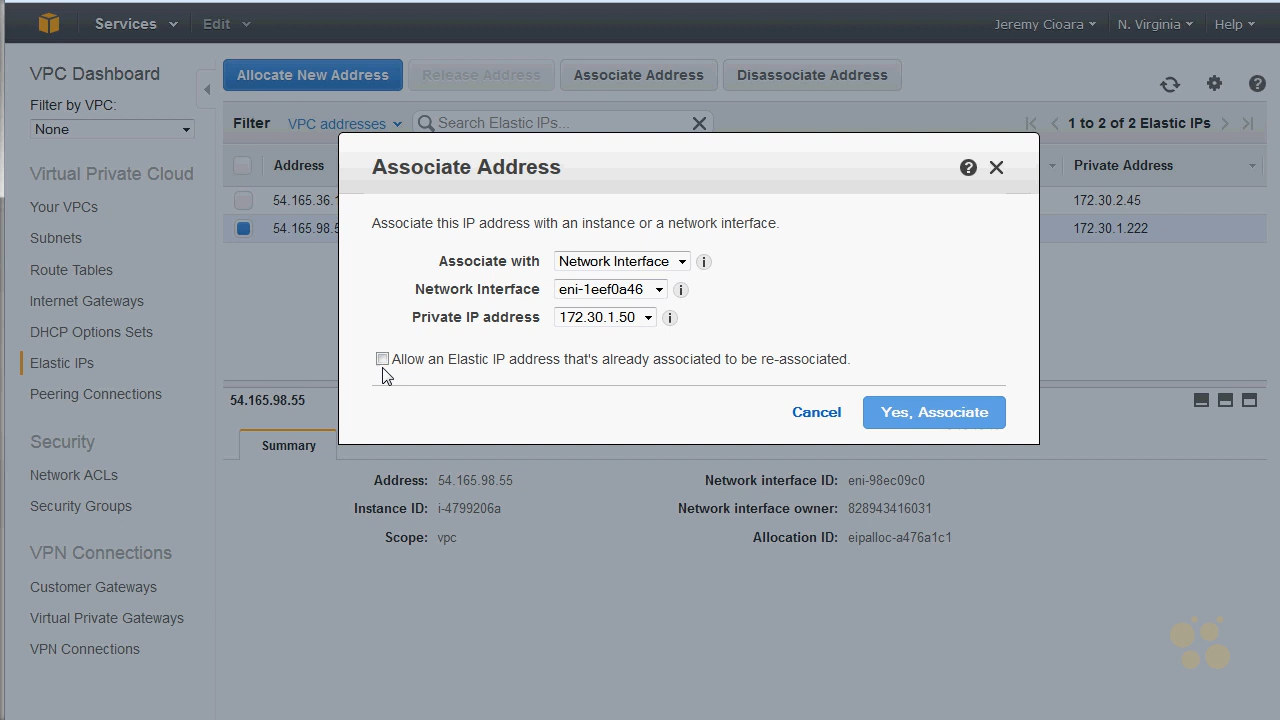 Services Edit Jeremy Cioara N. Virginia Help
VPC Dashboard
Filter by VPC:
None
Virtual Private Cloud
Your VPCs
Subnets
Route Tables
Internet Gateways
DHCP Options Sets
Elastic IPs
Peering Connections
Security
Network ACLs
Security Groups
VPN Connections
Customer Gateways
Virtual Private Gateways
VPN Connections
Allocate New Address Release Address Associate Address Disassociate Address
Filter VPC addresses Search Elastic IPs... 1 to 2 of 2 Elastic IPs
Address Private Address
54.165.36.1 172.30.2.45
54.165.98.5 172.30.1.222
Associate Address
Associate this IP address with an instance or a network interface.
Associate with Network Interface
Network Interface eni-1eef0a46
Private IP address 172.30.1.50
Allow an Elastic IP address that's already associated to be re-associated.
Cancel Yes, Associate
54.165.98.55
Summary
Address: 54.165.98.55 Network interface ID: eni-98ec09c0
Instance ID: i-4799206a Network interface owner: 828943416031
Scope: vpc Allocation ID: eipalloc-a476a1c1